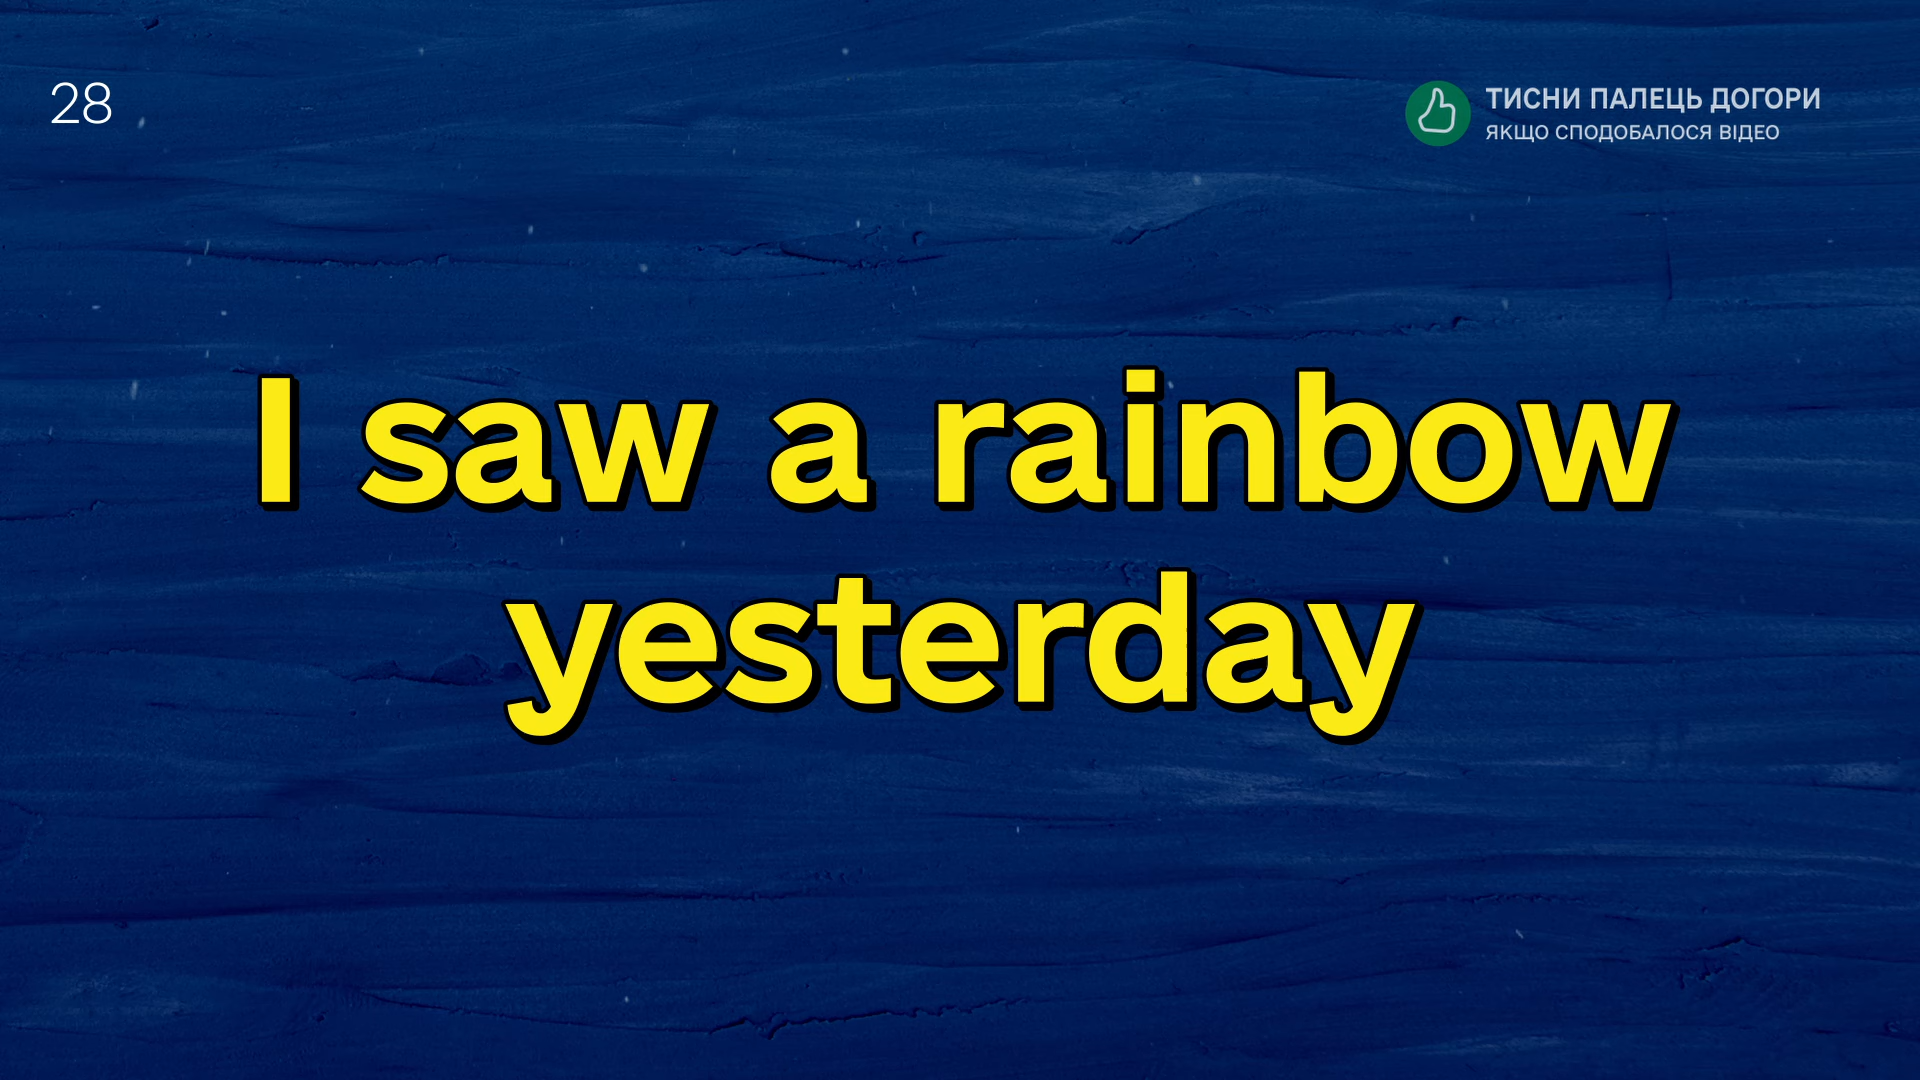 28
ТИСНИ ПАЛЕЦЬ ДОГОРИ
ЯКЩО СПОДОБАЛОСЯ ВІДЕО
I saw a rainbow
yesterday